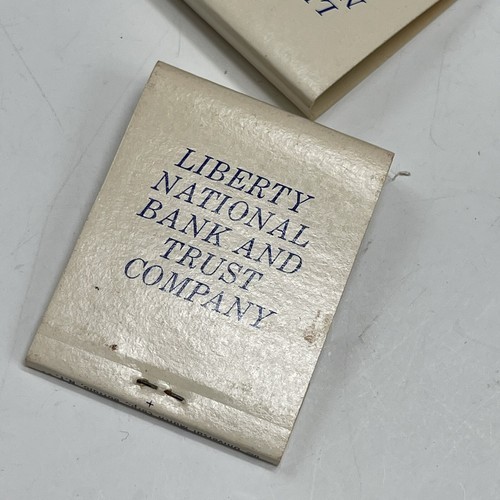 LIBERTY
NATIONAL
BANK AND
TRUST
COMPANY